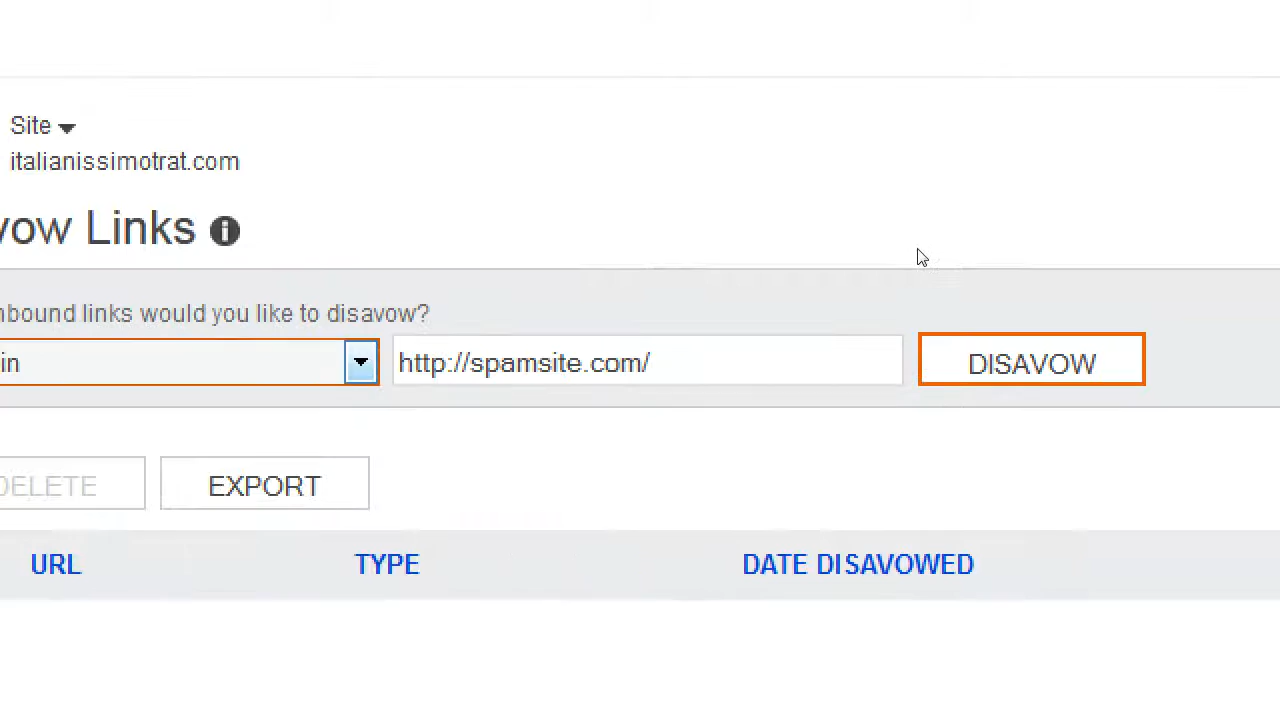 Site
italianissimotrat.com
vow Links
nbound links would you like to disavow?
in
http://spamsite.com/
DISAVOW
DELETE
EXPORT
URL TYPE DATE DISAVOWED